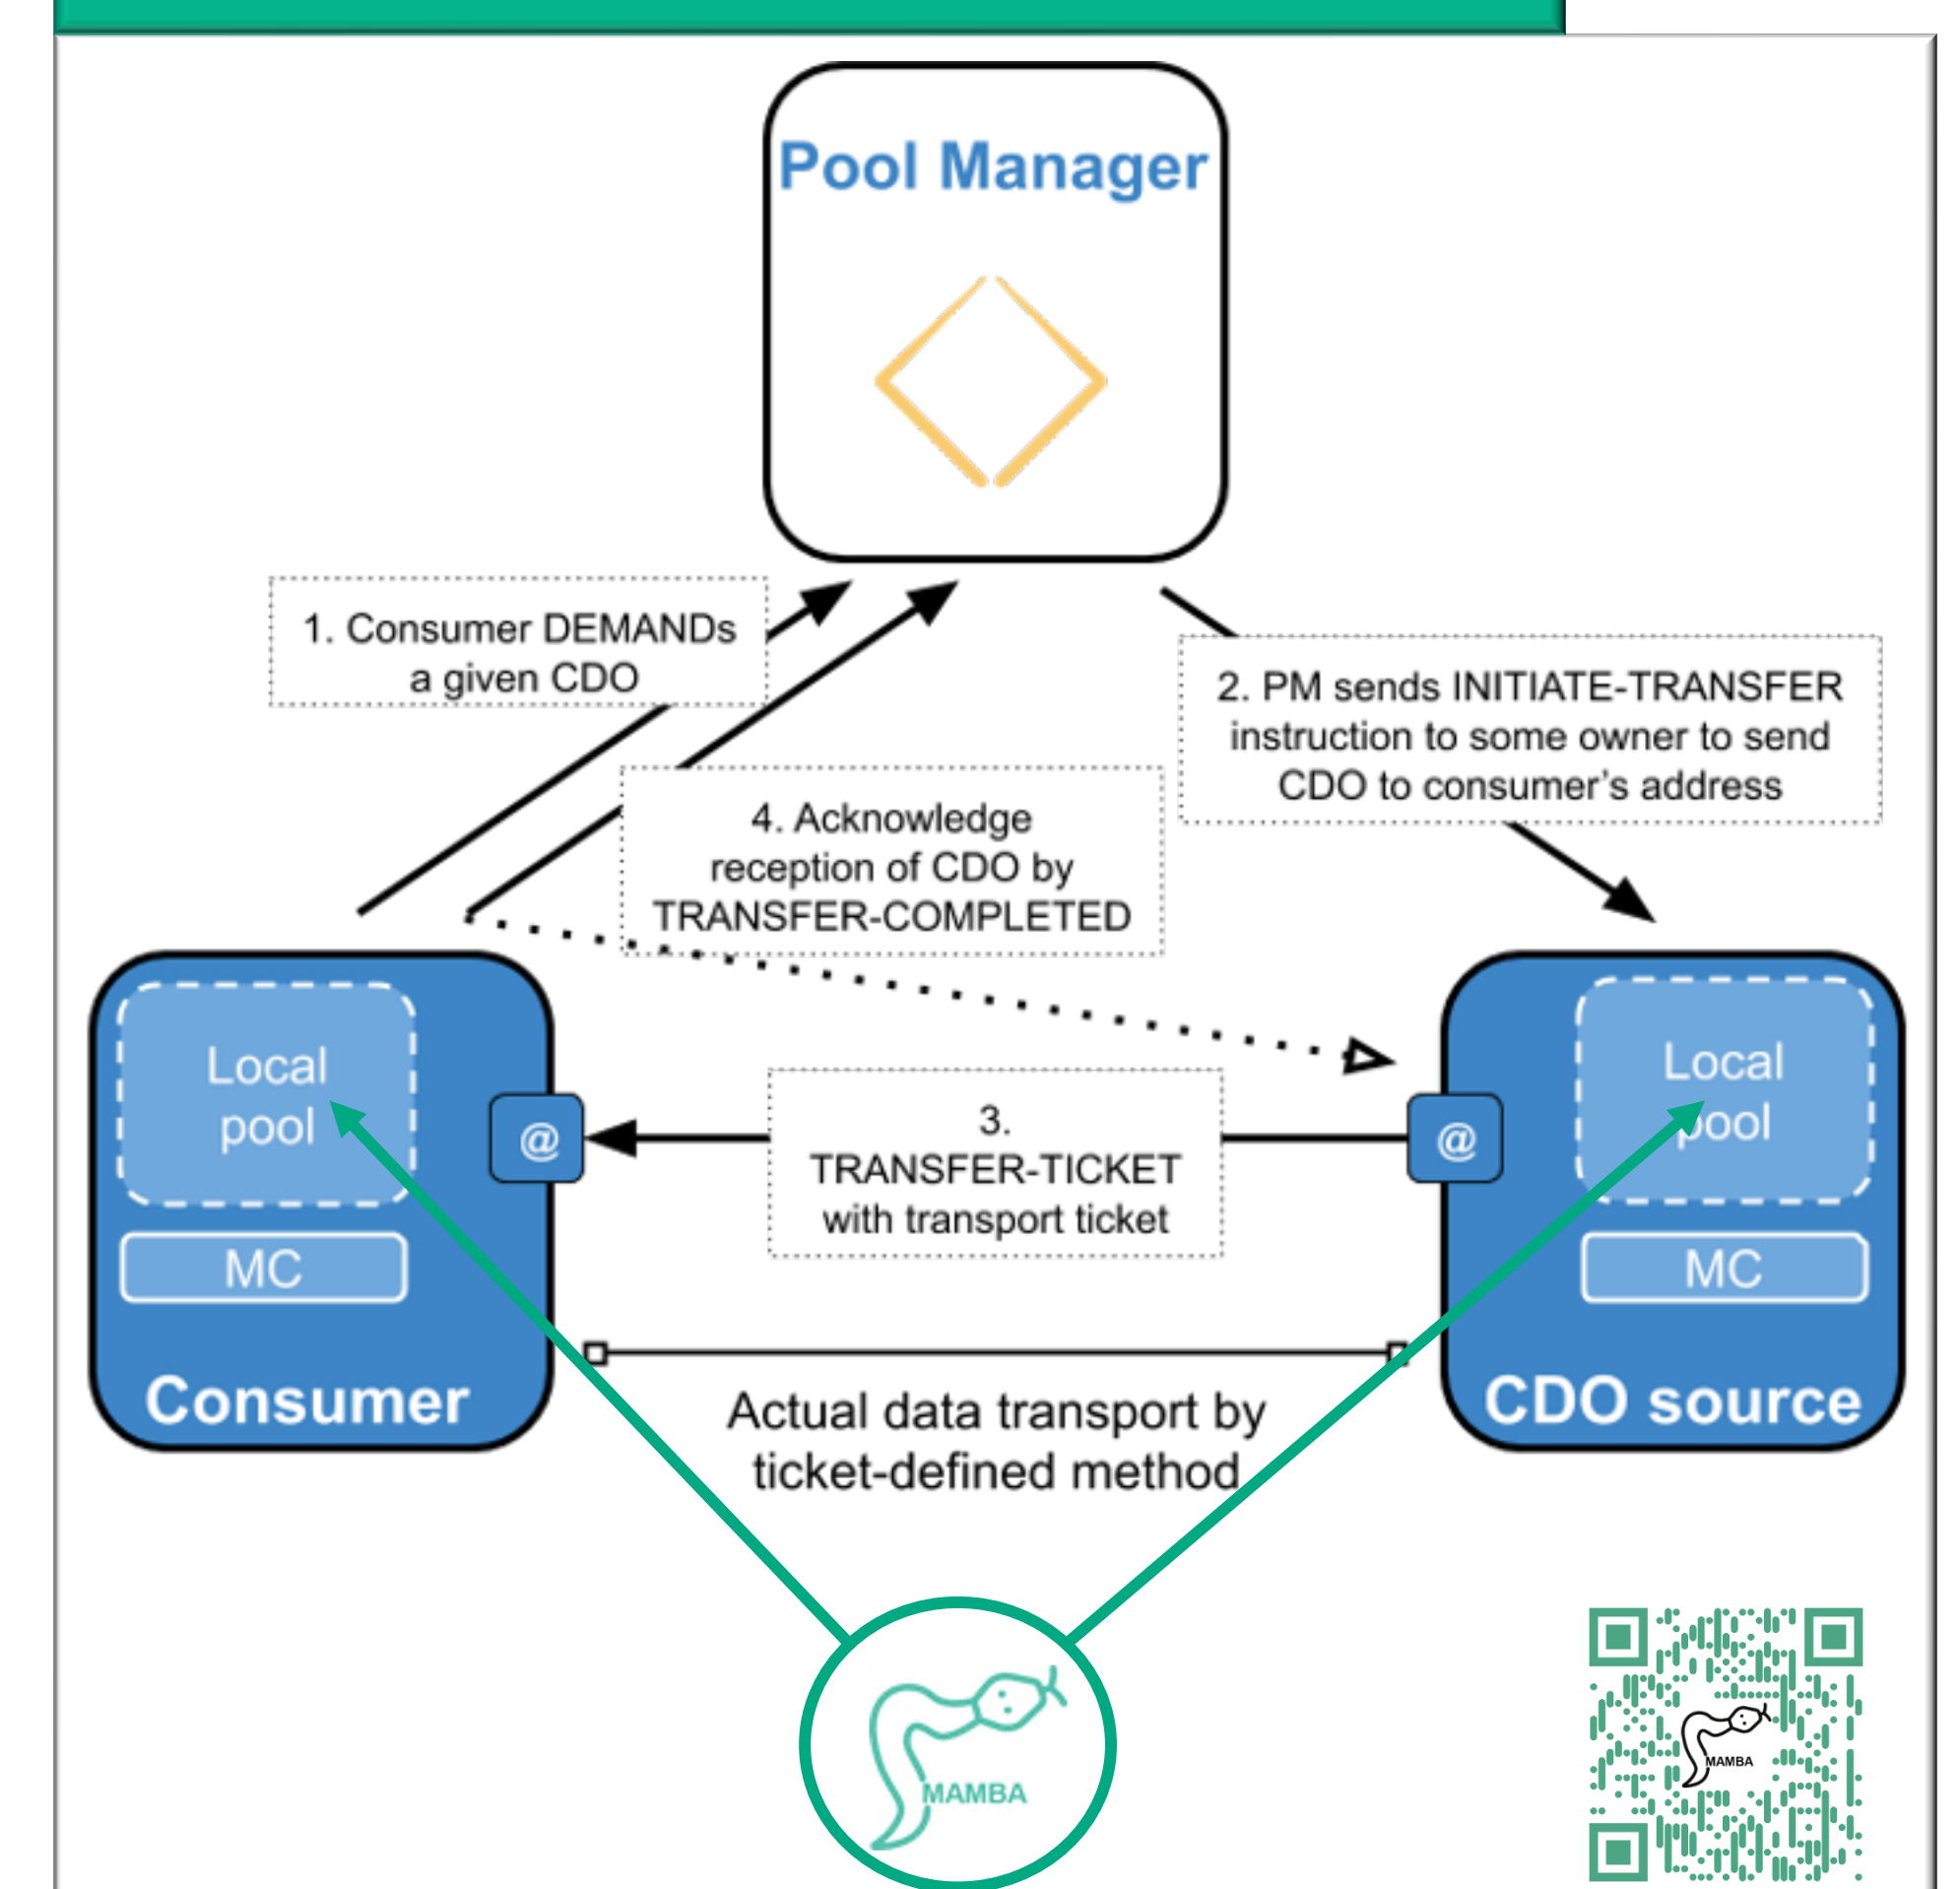 Pool Manager
1. Consumer DEMANDs
a given CDO
2. PM sends INITIATE-TRANSFER
instruction to some owner to send
CDO to consumer's address
4. Acknowledge
reception of CDO by
TRANSFER-COMPLETED
Local
pool
@
MC
Consumer
3.
TRANSFER-TICKET
with transport ticket
Local
pool
@
MC
CDO source
Actual data transport by
ticket-defined method
MAMBA
MAMBA